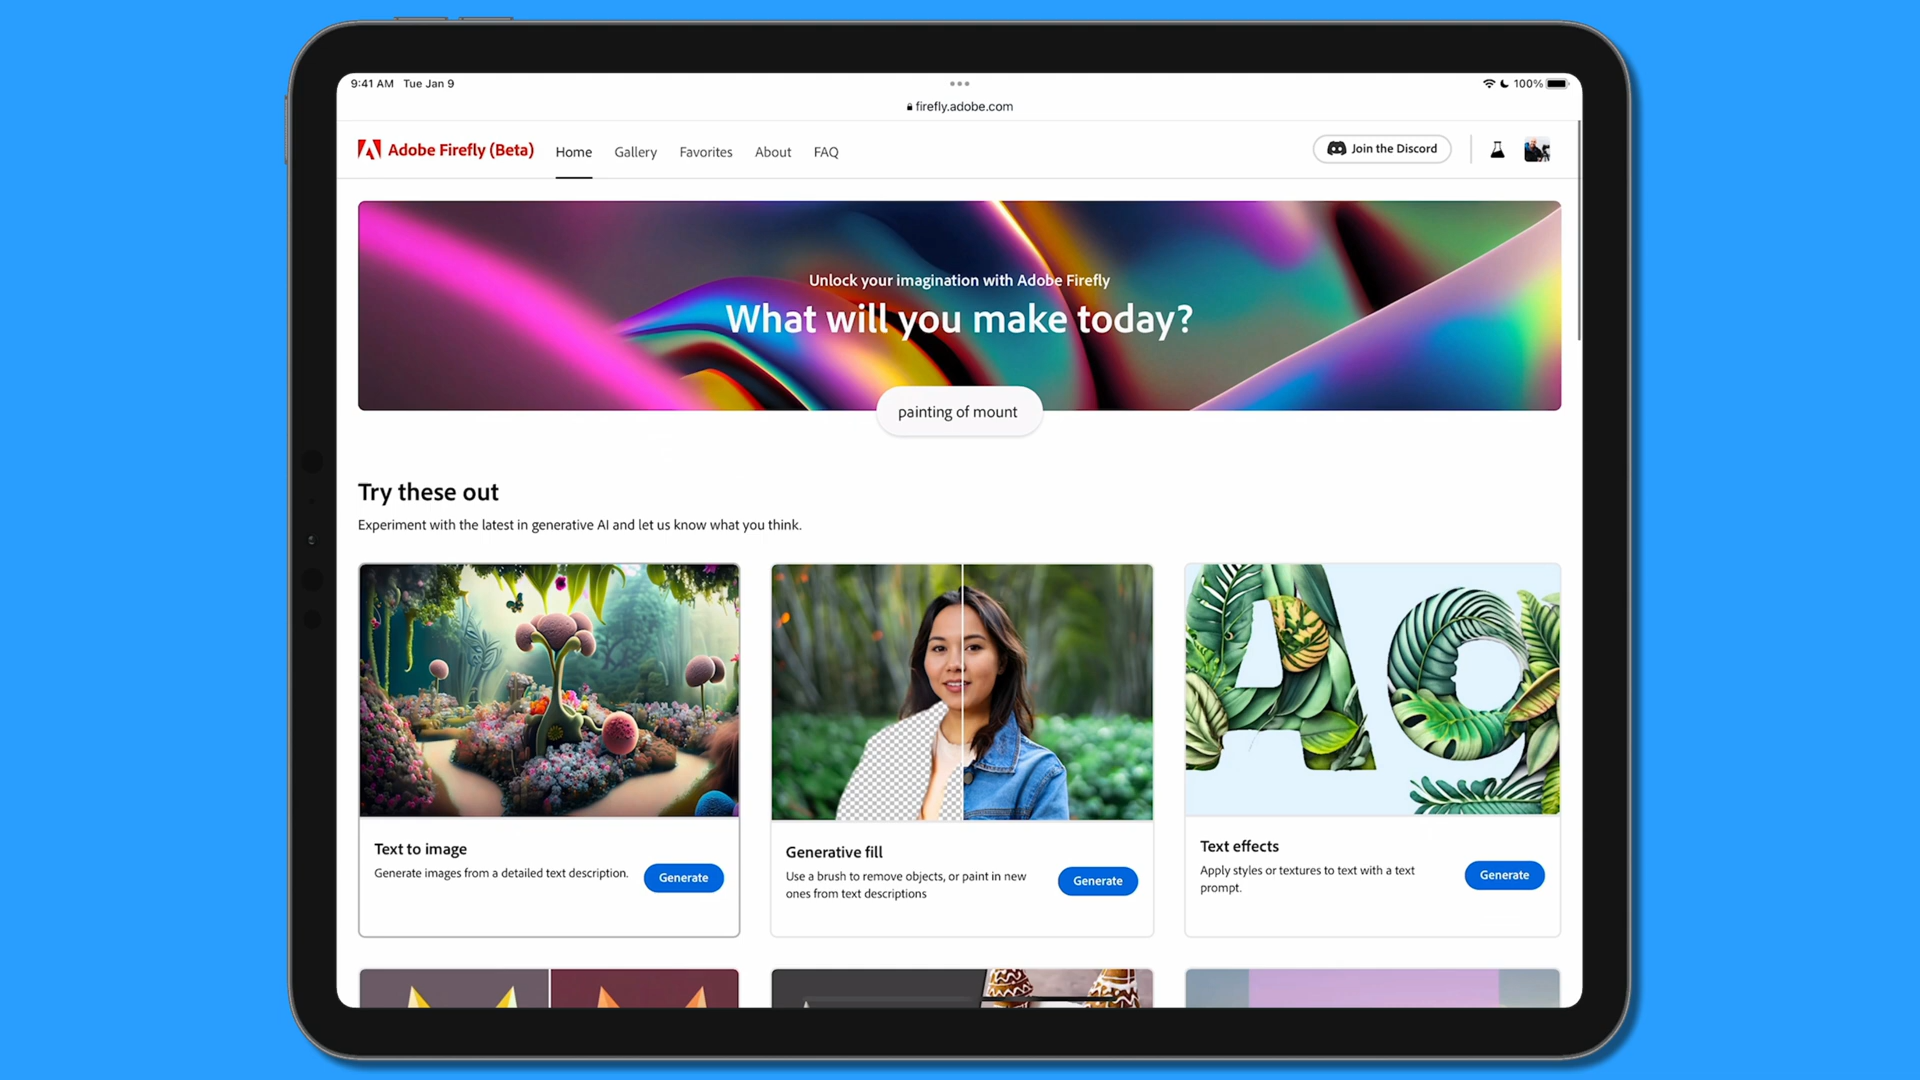 9:41 AM Tue Jan 9
100%
firefly.adobe.com
Adobe Firefly (Beta)
Home
Gallery
Favorites
About
FAQ
Join the Discord
Unlock your imagination with Adobe Firefly
What will you make today?
painting of mount
Try these out
Experiment with the latest in generative AI and let us know what you think.
Ag
Text to image
Generate images from a detailed text description.
Generate
Generative fill
Use a brush to remove objects, or paint in new
ones from text descriptions
Generate
Text effects
Apply styles or textures to text with a text
prompt.
Generate